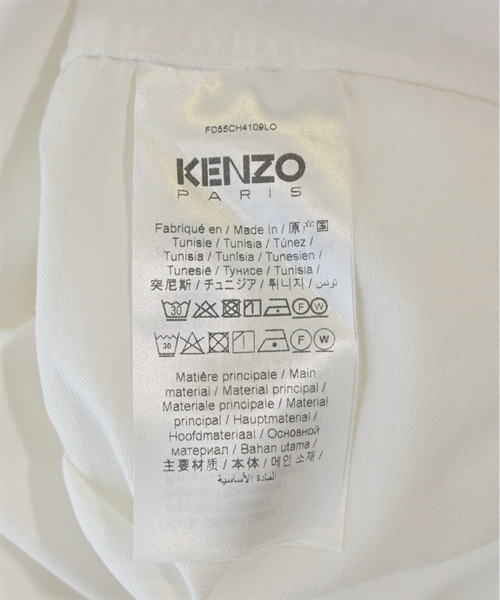 FD55CH4109LO
KENZO
PARIS
Fabriqué en / Made In / 原产国
Tunisie / Tunisia / Túnez /
Tunisia / Tunísia / Tunesien /
Tunesië / Тунисе / Tunisia /
突尼斯 / チュニジア / 튀니지 / تونس
30 F W
30 F W
Matière principale / Main
material / Material principal /
Materiale principale / Material
principal / Hauptmaterial /
Hoofdmateriaal / Основной
материал / Bahan utama /
主要材质 / 本体 / 메인 소재 /
المادة الأساسية